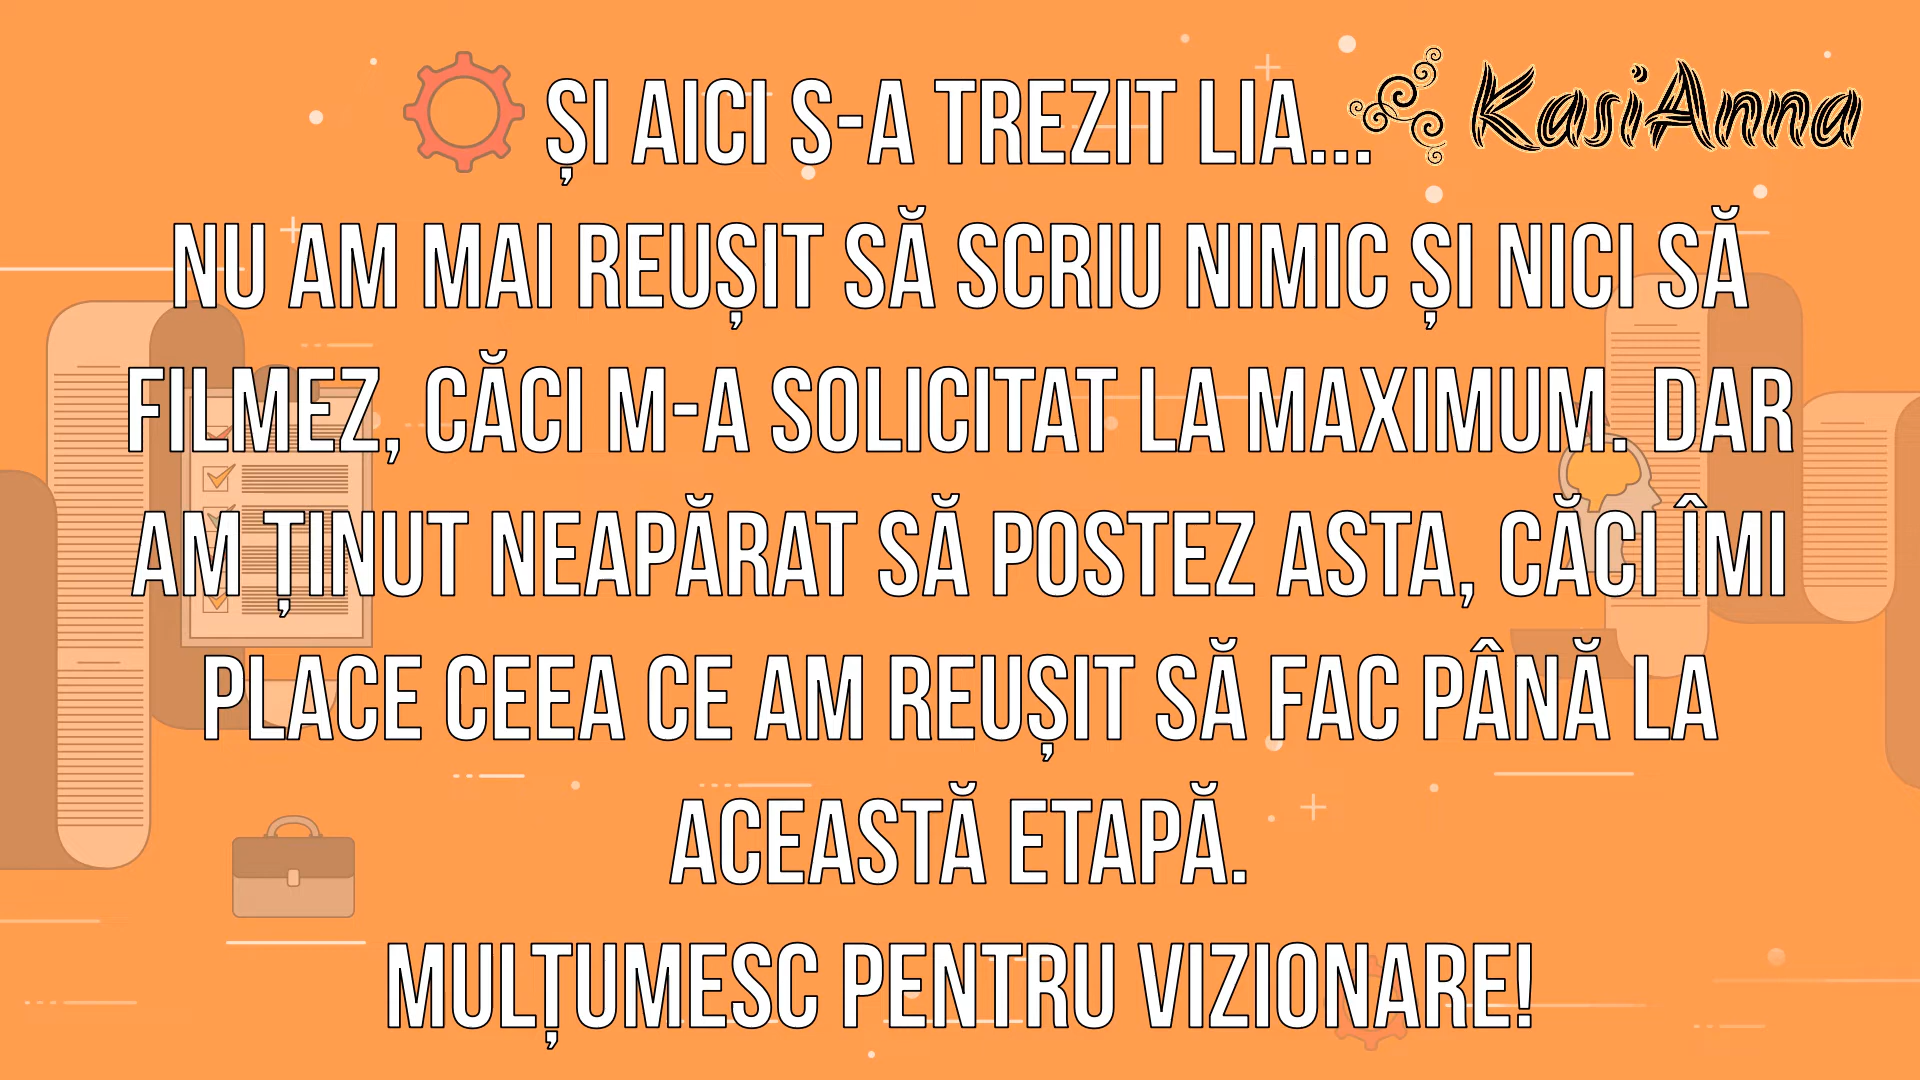 ȘI AICI S-A TREZIT LIA...
KasiAnna
NU AM MAI REUȘIT SĂ SCRIU NIMIC ȘI NICI SĂ
FILMEZ, CĂCI M-A SOLICITAT LA MAXIMUM. DAR
AM ȚINUT NEAPĂRAT SĂ POSTEZ ASTA, CĂCI ÎMI
PLACE CEEA CE AM REUȘIT SĂ FAC PÂNĂ LA
ACEASTĂ ETAPĂ.
MULȚUMESC PENTRU VIZIONARE!